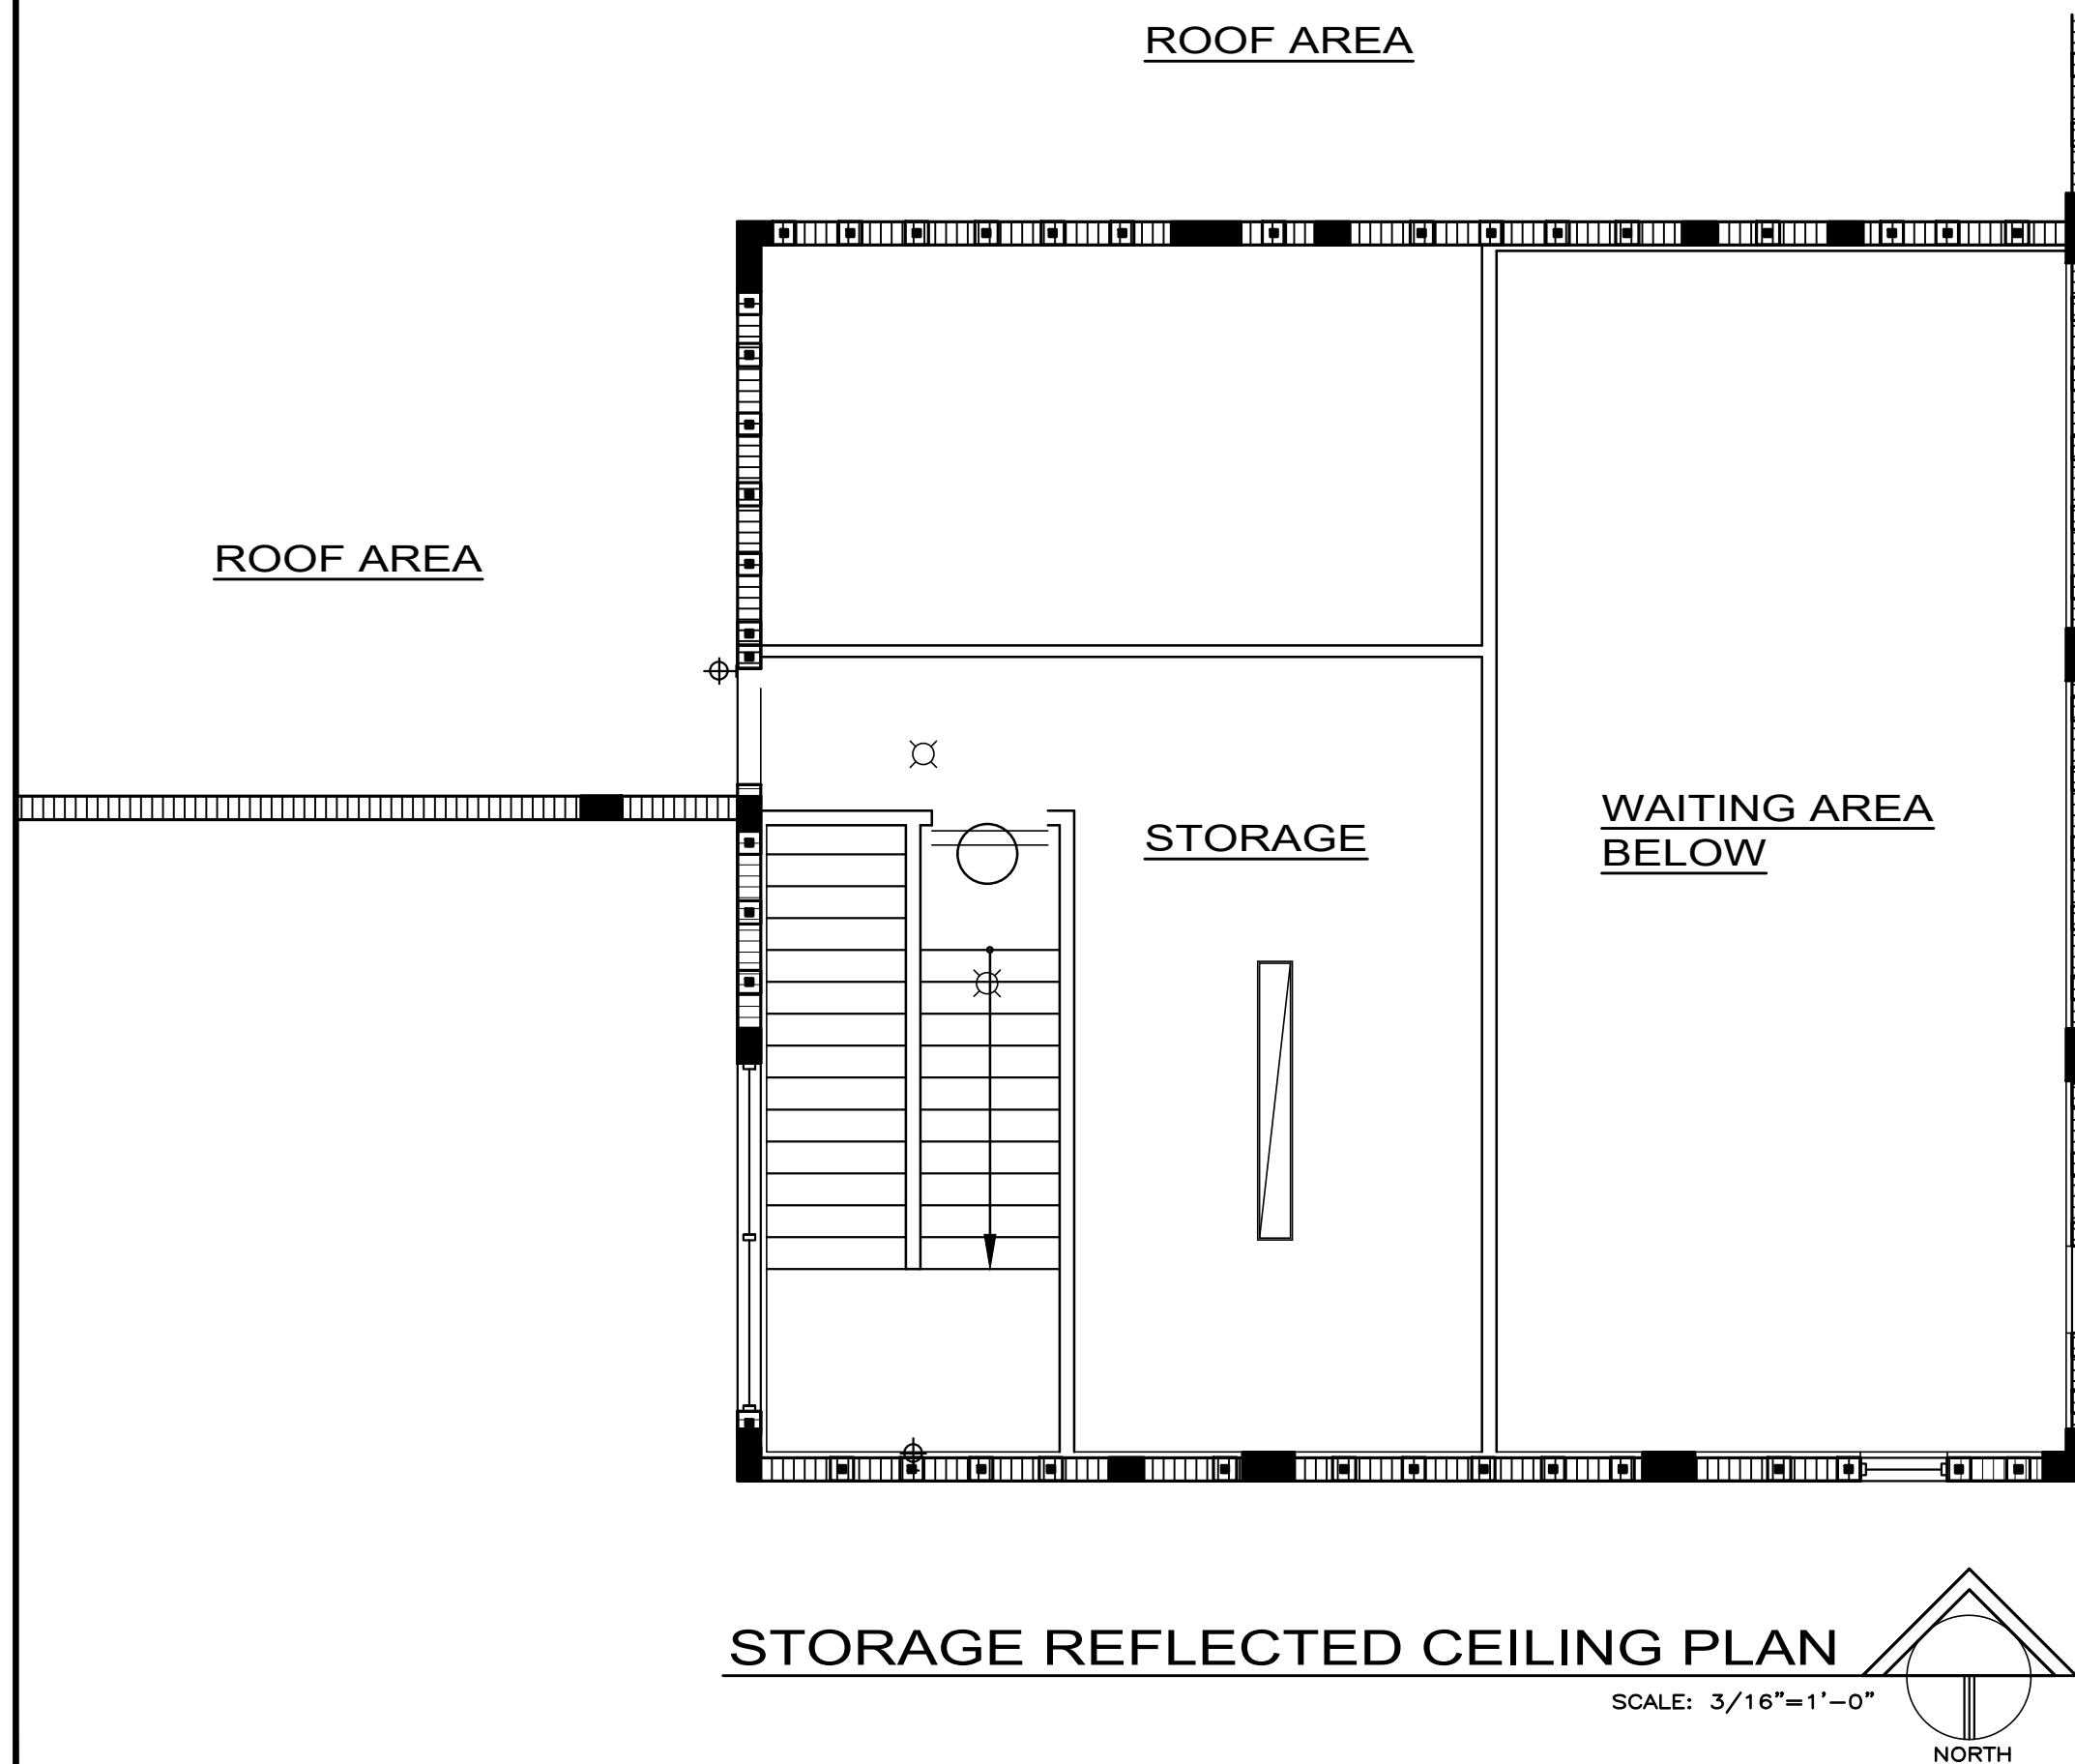 ROOF AREA
ROOF AREA
STORAGE
WAITING AREA
BELOW
STORAGE REFLECTED CEILING PLAN
SCALE: 3/16"=1'-0"
NORTH